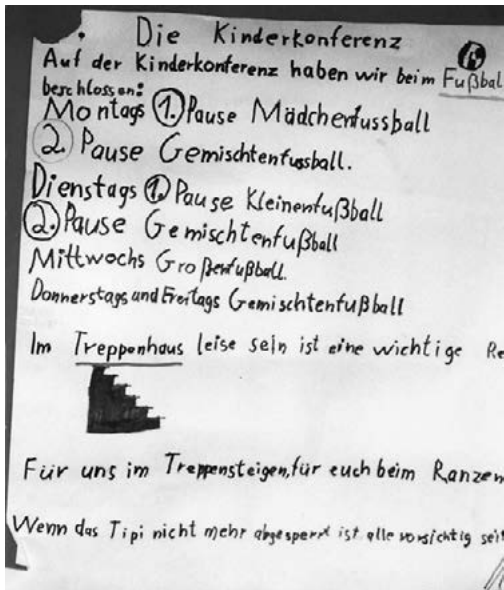 Die Kinderkonferenz
Auf der Kinderkonferenz haben wir beim Fußbal
beschlossen:
Montags 1. Pause Mädchenfussball
2. Pause Gemischtenfussball.
Dienstags 1. Pause Kleinenfußball
2. Pause Gemischtenfußball
Mittwochs Großenfußball.
Donnerstags und Freitags Gemischtenfußball
Im Treppenhaus leise sein ist eine wichtige Re
Für uns im Treppensteigen, für euch beim Ranzen
Wenn das Tipi nicht mehr abgesperrt ist alle vorsichtig sei